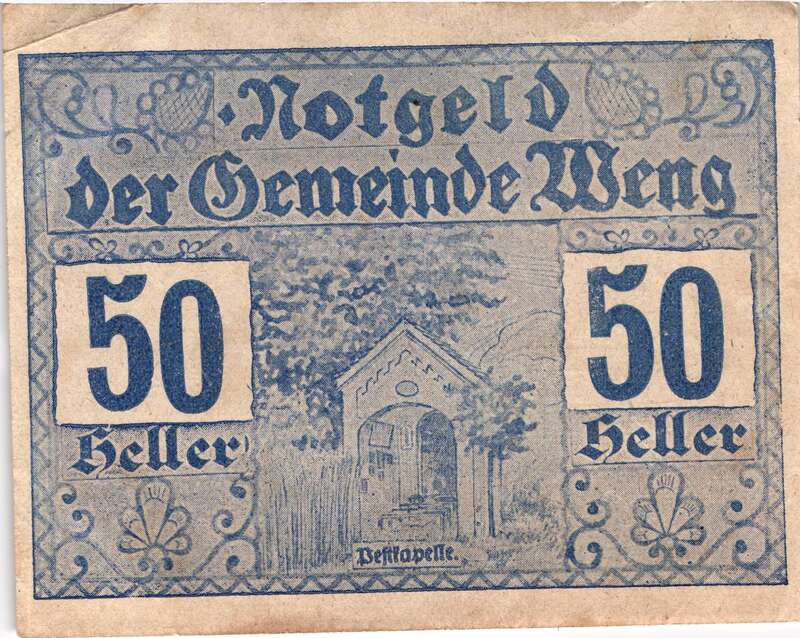 ·Notgeld
der Gemeinde Weng
50
Heller
50
Heller
Pestkapelle.